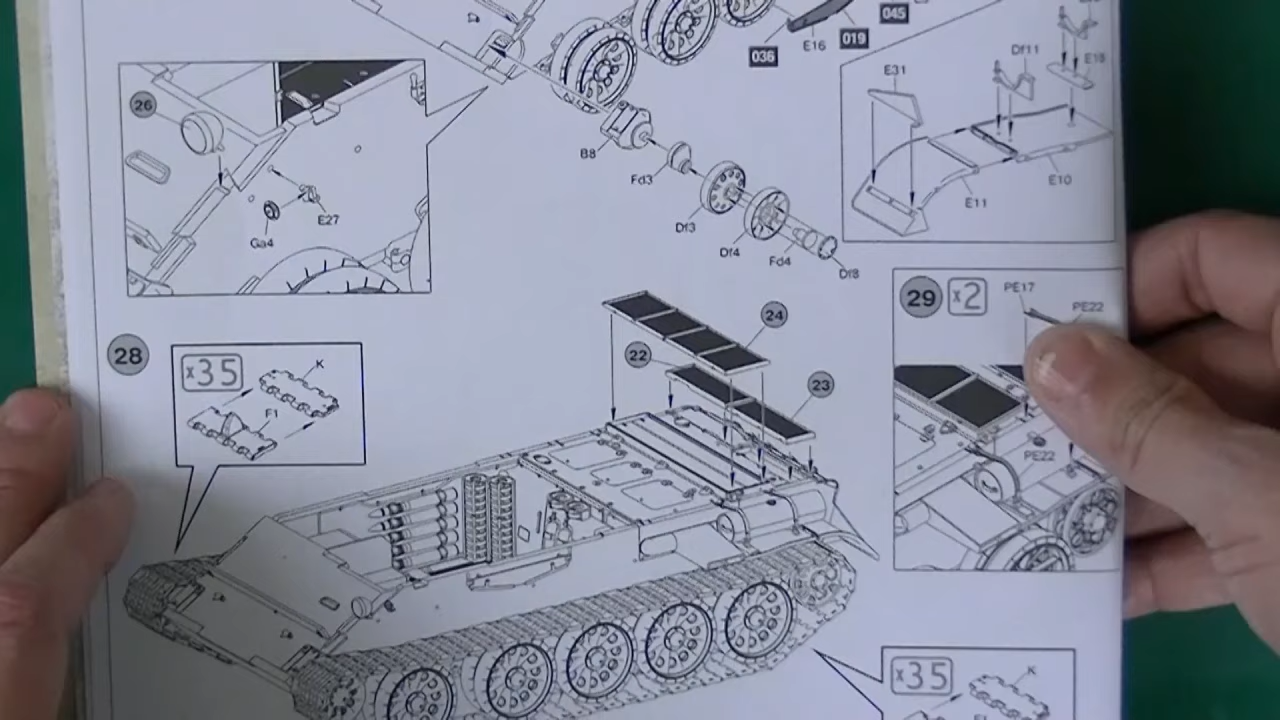 045
019
E16
036
Df11
E18
E31
E11
E10
26
E27
Ga4
B8
Fd3
Df3
Df4
Fd4
Df8
29
x2
PE17
PE22
PE22
28
x35
K
F1
24
22
23
x35
K